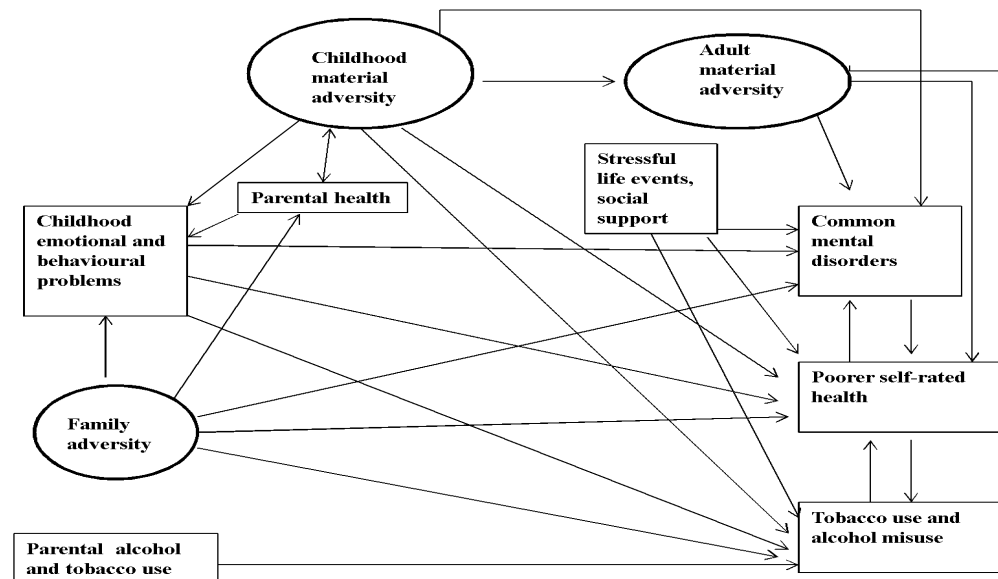 Childhood
material
adversity
Adult
material
adversity
Stressful
life events,
social
support
Parental health
Childhood
emotional and
behavioural
problems
Common
mental
disorders
Poorer self-rated
health
Family
adversity
Tobacco use and
alcohol misuse
Parental alcohol
and tobacco use